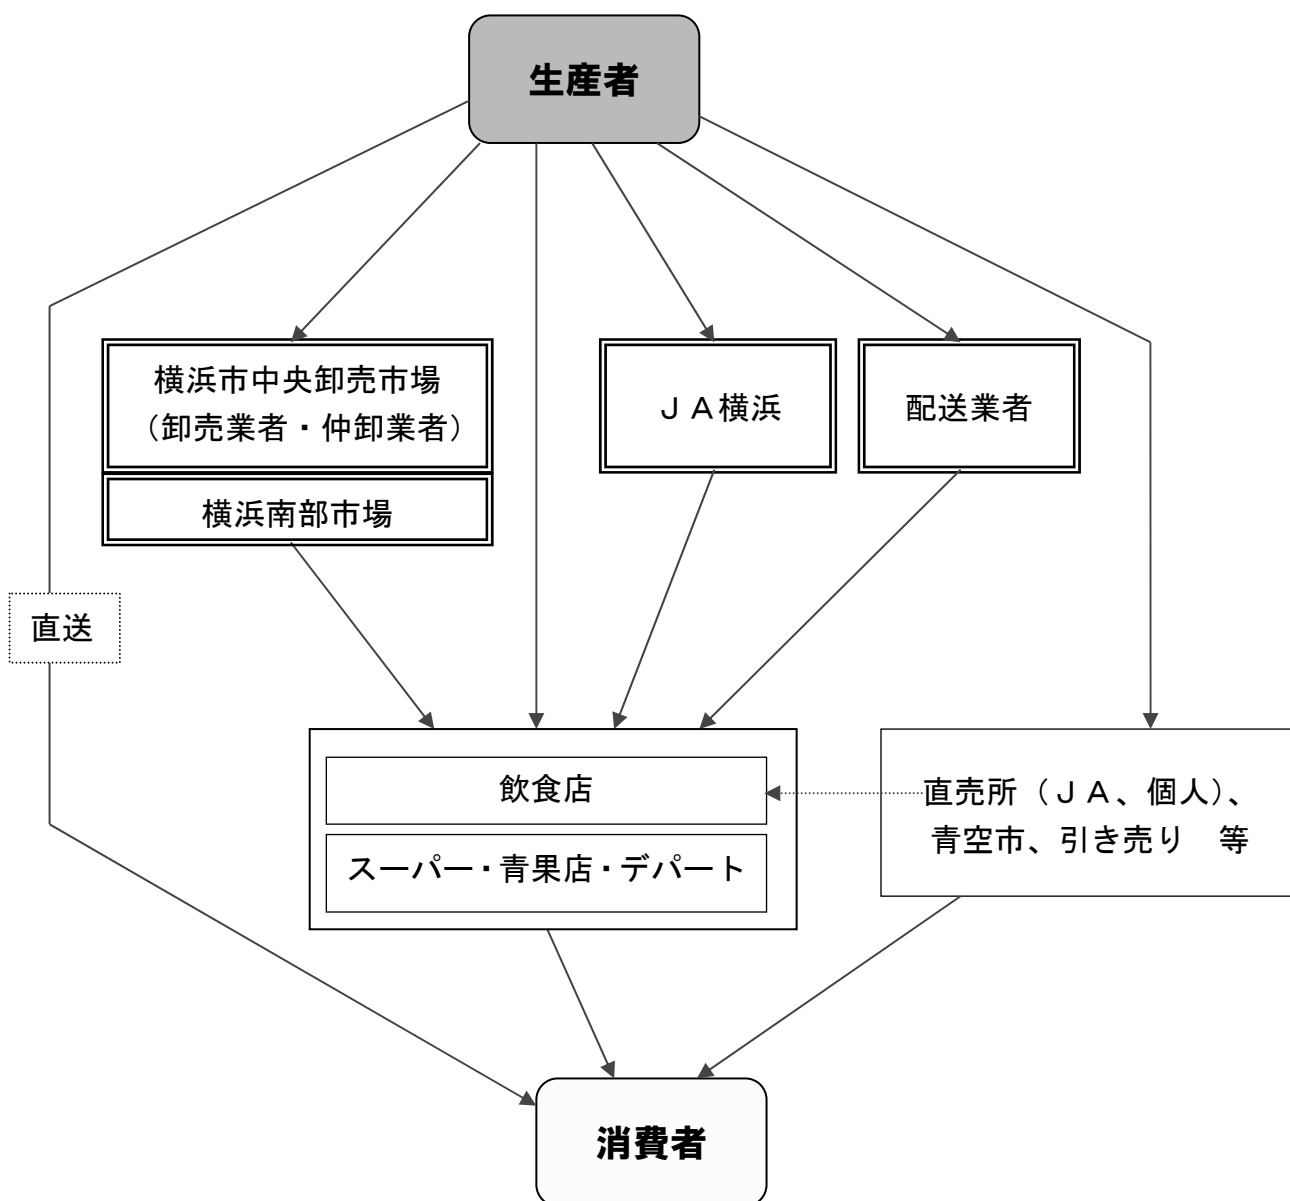 生産者
横浜市中央卸売市場
（卸売業者・仲卸業者）
ＪＡ横浜
配送業者
横浜南部市場
直送
飲食店
直売所（ＪＡ、個人）、
青空市、引き売り　等
スーパー・青果店・デパート
消費者